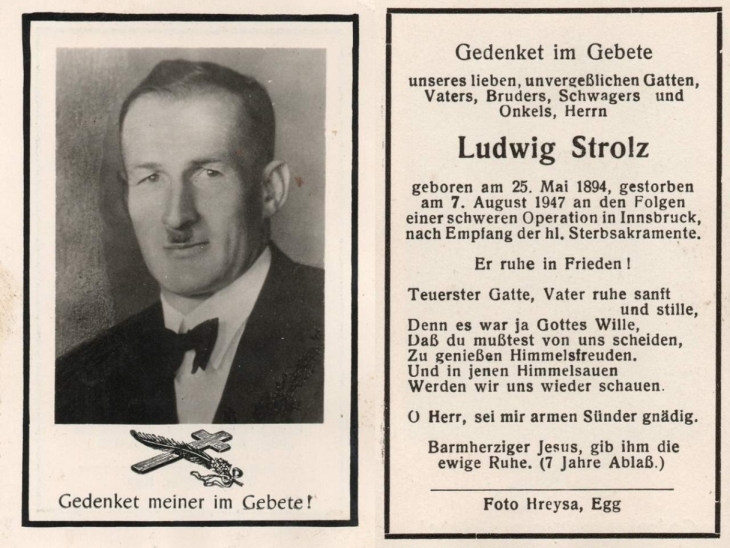 Gedenket meiner im Gebete!
Gedenket im Gebete
unseres lieben, unvergeßlichen Gatten,
Vaters, Bruders, Schwagers und
Onkels, Herrn
Ludwig Strolz
geboren am 25. Mai 1894, gestorben
am 7. August 1947 an den Folgen
einer schweren Operation in Innsbruck,
nach Empfang der hl. Sterbsakramente.
Er ruhe in Frieden!
Teuerster Gatte, Vater ruhe sanft
und stille,
Denn es war ja Gottes Wille,
Daß du mußtest von uns scheiden,
Zu genießen Himmelsfreuden.
Und in jenen Himmelsauen
Werden wir uns wieder schauen.
O Herr, sei mir armen Sünder gnädig.
Barmherziger Jesus, gib ihm die
ewige Ruhe. (7 Jahre Ablaß.)
Foto Hreysa, Egg